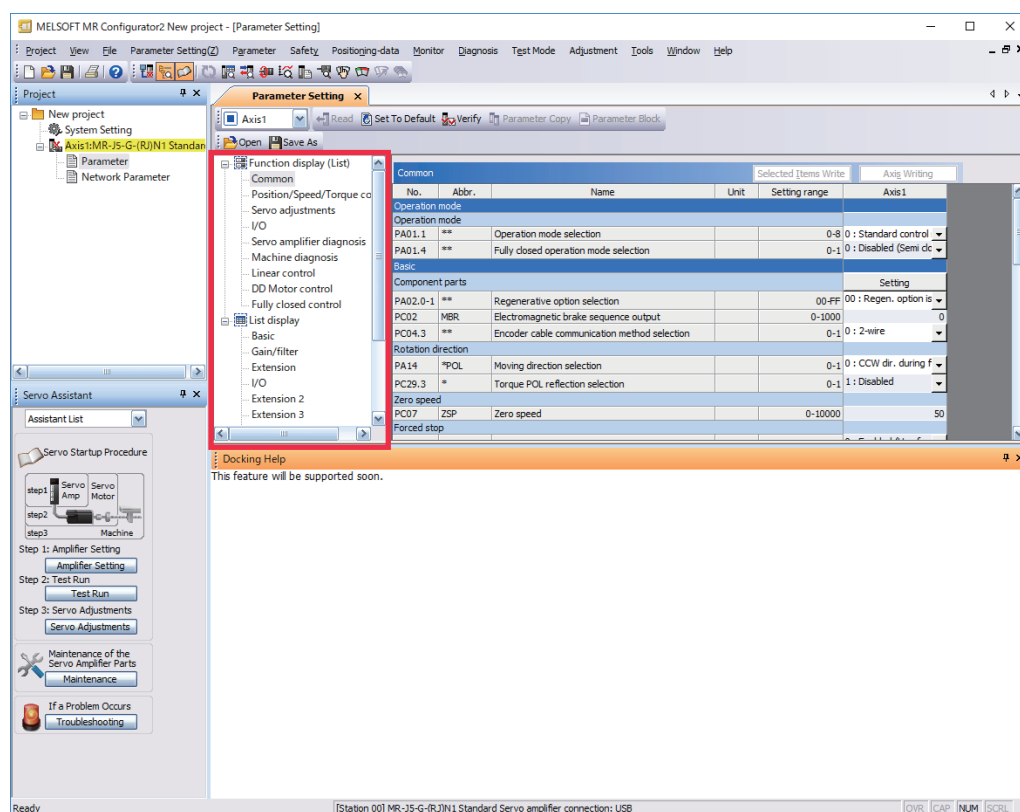 MELSOFT MR Configurator2 New project - [Parameter Setting]
Project View File Parameter Setting(Z) Parameter Safety Positioning-data Monitor Diagnosis Test Mode Adjustment Tools Window Help
Project
New project
System Setting
Axis1:MR-J5-G-(RJ)N1 Standan
Parameter
Network Parameter
Servo Assistant
Assistant List
Servo Startup Procedure
step1 Servo Amp Servo Motor
step2
step3 Machine
Step 1: Amplifier Setting
Amplifier Setting
Step 2: Test Run
Test Run
Step 3: Servo Adjustments
Servo Adjustments
Maintenance of the
Servo Amplifier Parts
Maintenance
If a Problem Occurs
Troubleshooting
Parameter Setting
Axis1 Read Set To Default Verify Parameter Copy Parameter Block
Open Save As
Function display (List)
Common
Position/Speed/Torque co
Servo adjustments
I/O
Servo amplifier diagnosis
Machine diagnosis
Linear control
DD Motor control
Fully closed control
List display
Basic
Gain/filter
Extension
I/O
Extension 2
Extension 3
Common Selected Items Write Axis Writing
No. Abbr. Name Unit Setting range Axis1
Operation mode
Operation mode
PA01.1 ** Operation mode selection 0-8 0 : Standard control
PA01.4 ** Fully closed operation mode selection 0-1 0 : Disabled (Semi clc
Basic
Component parts Setting
PA02.0-1 ** Regenerative option selection 00-FF 00 : Regen. option is
PC02 MBR Electromagnetic brake sequence output 0-1000 0
PC04.3 ** Encoder cable communication method selection 0-1 0 : 2-wire
Rotation direction
PA14 *POL Moving direction selection 0-1 0 : CCW dir. during f
PC29.3 * Torque POL reflection selection 0-1 1 : Disabled
Zero speed
PC07 ZSP Zero speed 0-10000 50
Forced stop
Docking Help
This feature will be supported soon.
Ready [Station 00] MR-J5-G-(RJ)N1 Standard Servo amplifier connection: USB OVR CAP NUM SCRL